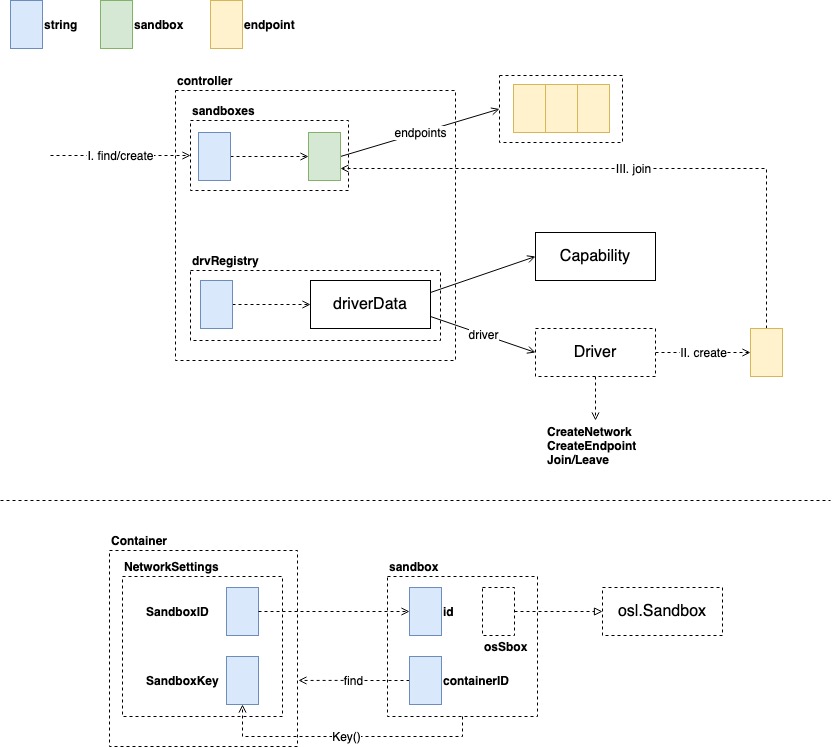 string
sandbox
endpoint
controller
sandboxes
endpoints
I. find/create
III. join
drvRegistry
driverData
Capability
driver
Driver
II. create
CreateNetwork
CreateEndpoint
Join/Leave
Container
NetworkSettings
SandboxID
SandboxKey
sandbox
id
osSbox
osl.Sandbox
find
containerID
Key()